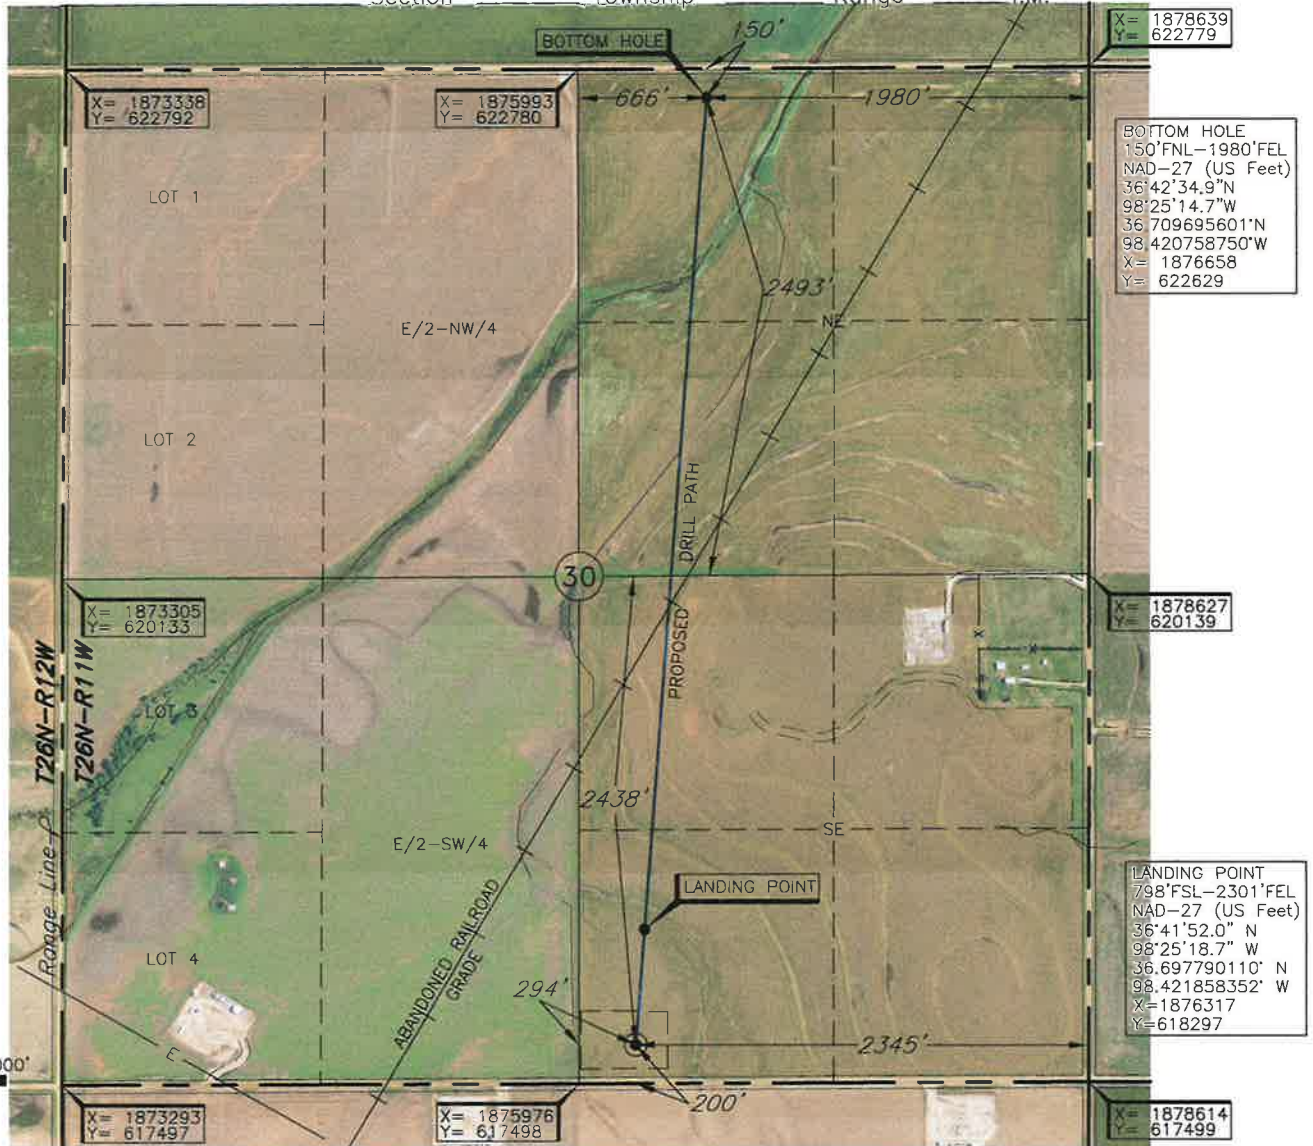 Section Township Range I.M.
X= 1878639
Y= 622779
BOTTOM HOLE
150'
X= 1873338
Y= 622792
X= 1875993
Y= 622780
666'
1980'
BOTTOM HOLE
150'FNL-1980'FEL
NAD-27 (US Feet)
36°42'34.9"N
98°25'14.7"W
36.709695601°N
98.420758750°W
X= 1876658
Y= 622629
LOT 1
2493'
E/2-NW/4
NE
LOT 2
PROPOSED DRILL PATH
30
X= 1873305
Y= 620133
X= 1878627
Y= 620139
T26N-R12W
T26N-R11W
LOT 3
2438'
E/2-SW/4
SE
Range Line
LANDING POINT
LANDING POINT
798'FSL-2301'FEL
NAD-27 (US Feet)
36°41'52.0" N
98°25'18.7" W
36.697790110° N
98.421858352° W
X=1876317
Y=618297
ABANDONED RAILROAD
GRADE
LOT 4
294'
E
2345'
200'
X= 1873293
Y= 617497
X= 1875976
Y= 617498
X= 1878614
Y= 617499